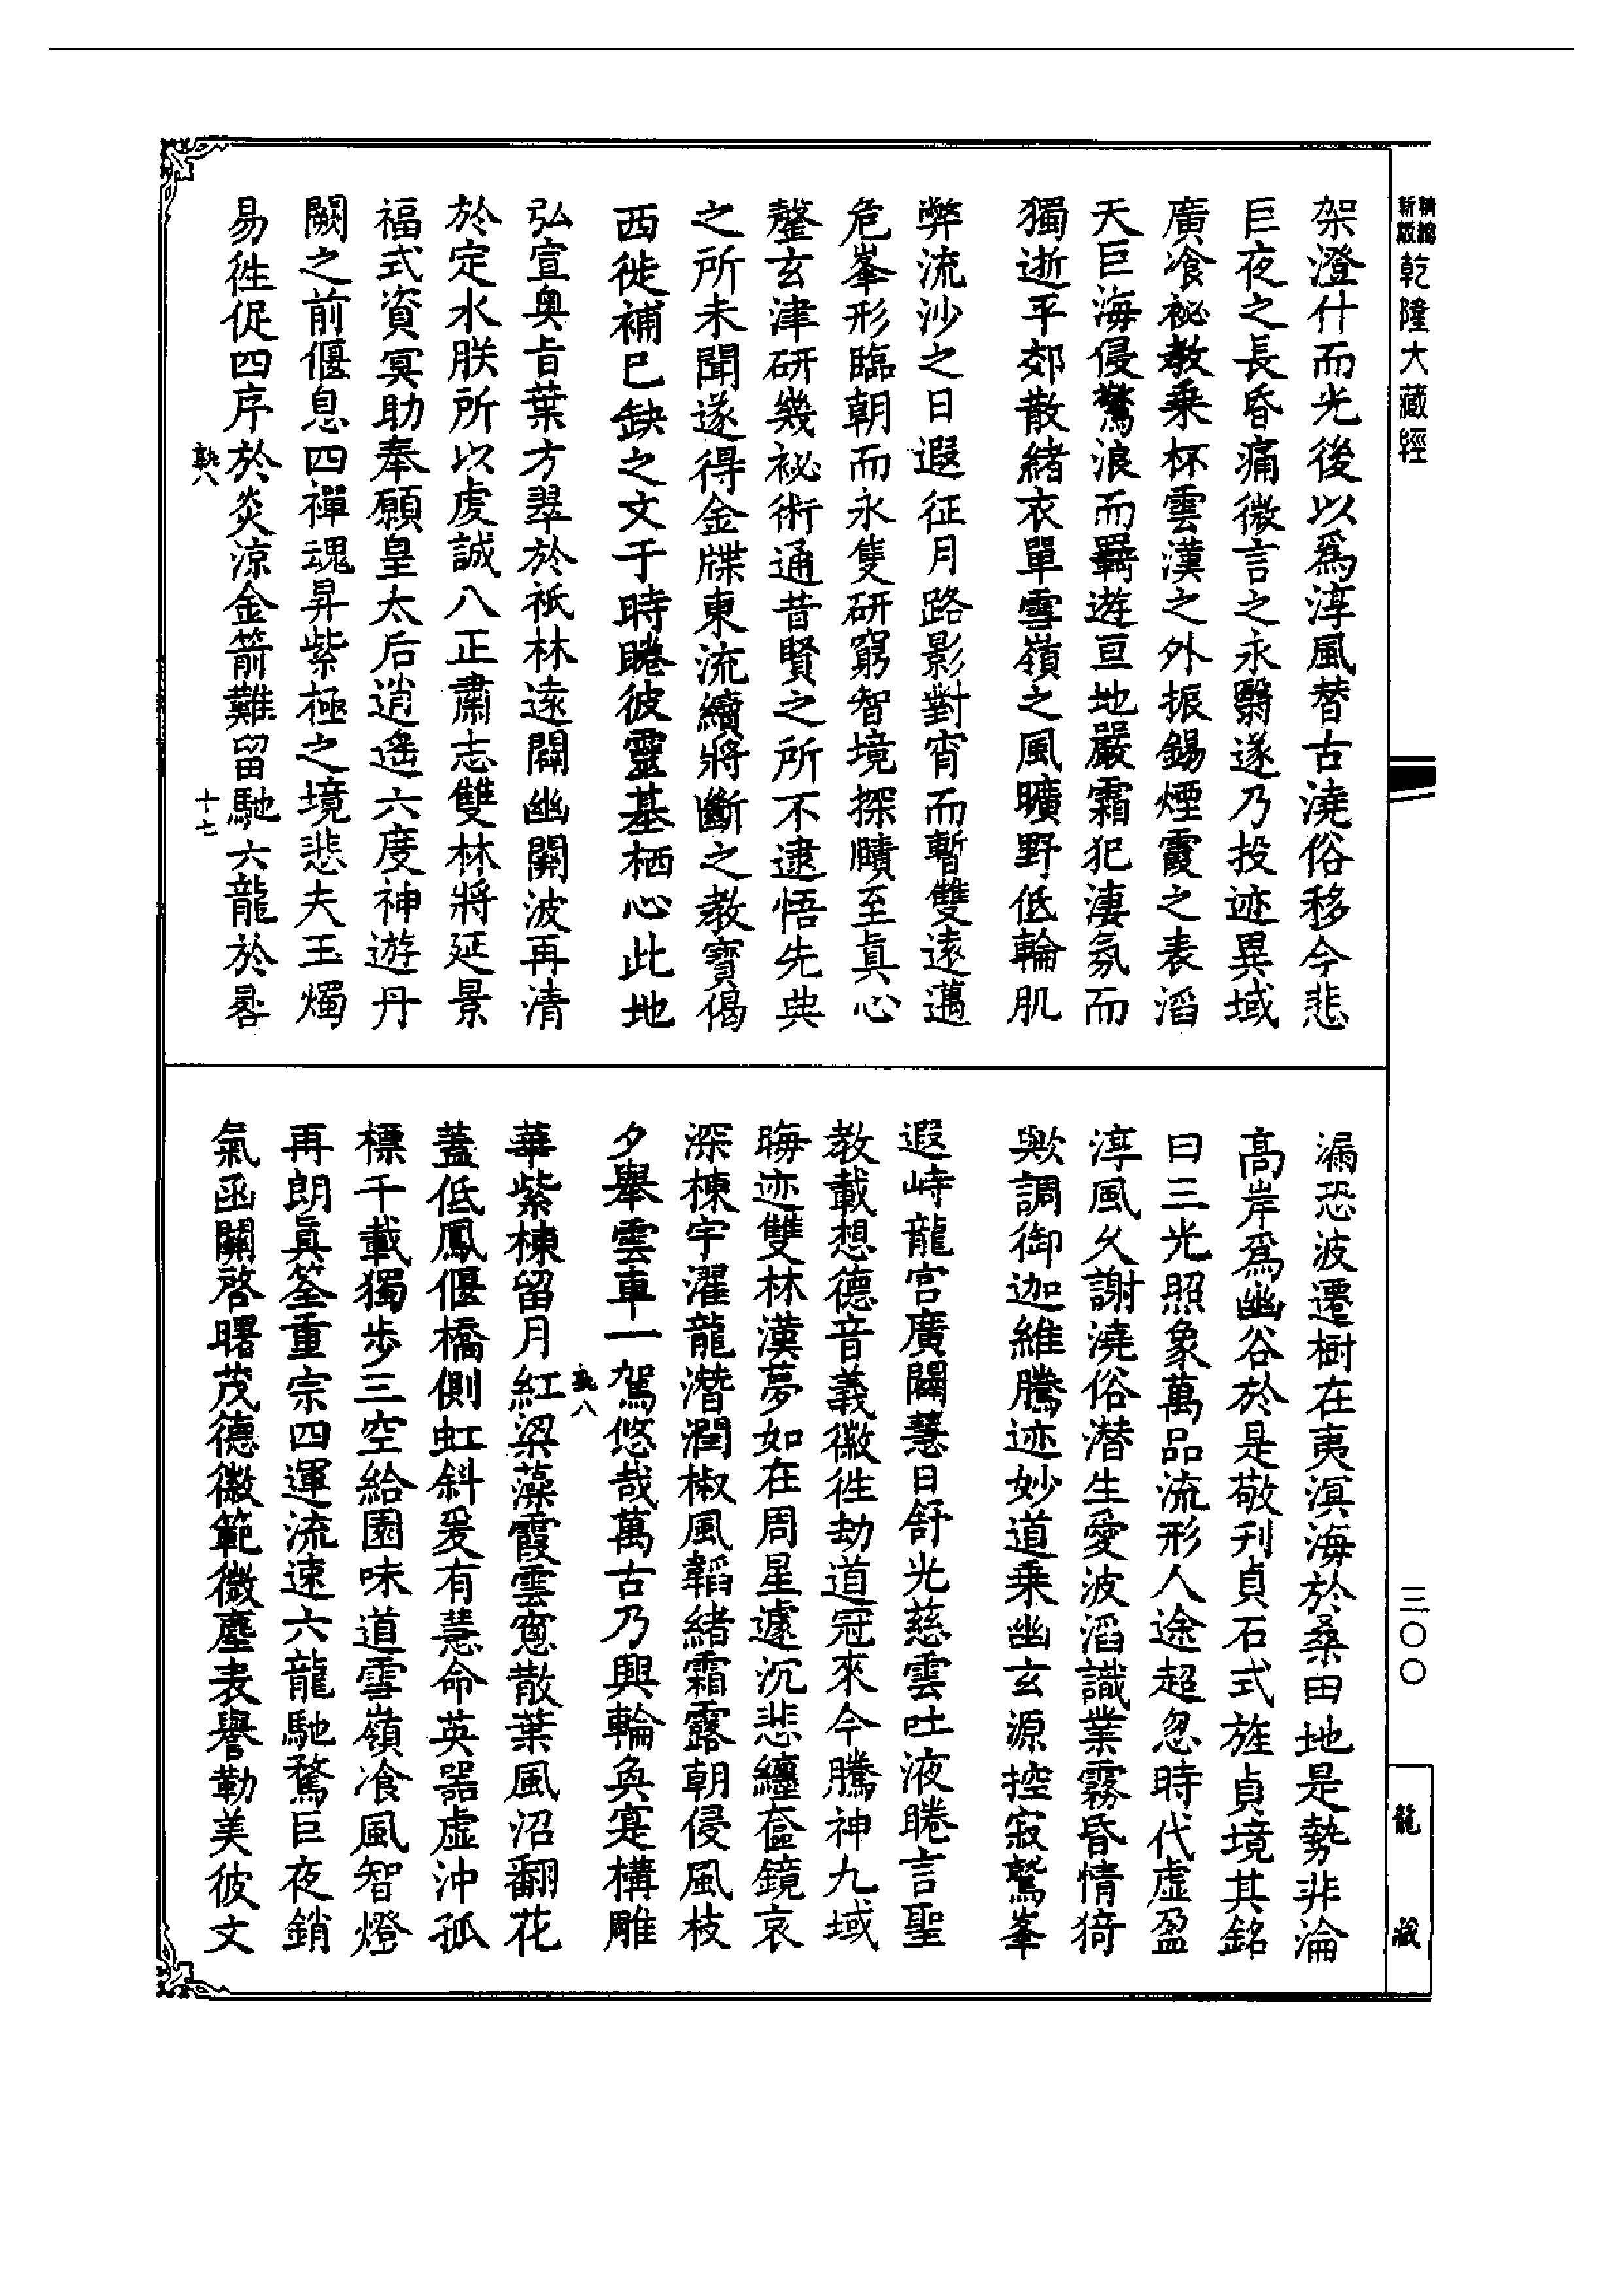 精縮新版乾隆大藏經
架澄什而光後以爲淳風替古澆俗移今悲
巨夜之長昏痛微言之永翳遂乃投迹異域
廣飡祕教乗杯雲漢之外振錫煙霞之表滔
天巨海侵驚浪而羇遊亘地嚴霜犯淒氛而
獨逝平郊散緒衣單雪嶺之風曠野低輪肌
弊流沙之日遐征月路影對宵而暫雙遠邁
危峯形臨朝而永隻研窮智境探賾至真心
罄玄津研幾祕術通昔賢之所不逮悟先典
之所未聞遂得金牒東流續將斷之教寶偈
西徙補已缺之文于時睠彼靈基栖心此地
弘宣奧旨葉方翠於祇林遠闢幽關波再清
於定水朕所以虔誠八正肅志雙林將延景
福式資冥助奉願皇太后逍遙六度神遊丹
闕之前偃息四禪魂昇紫極之境悲夫玉燭
易徃促四序於炎涼金箭難留馳六龍於晷
孰八
十七
漏恐波遷樹在夷溟海於桑田地是勢非淪
高岸爲幽谷於是敬刋貞石式旌貞境其銘
曰三光照象萬品流形人途超忽時代虛盈
淳風久謝澆俗潜生愛波滔識業霧昏情猗
歟調御迦維騰迹妙道乗幽玄源控寂鷲峯
遐峙龍宮廣闢慧日舒光慈雲吐液睠言聖
教載想德音義徽徃劫道冠來今騰神九域
晦迹雙林漢夢如在周星遽沉悲纏奩鏡哀
深棟宇濯龍潛潤椒風韜緒霜露朝侵風枝
夕舉雲車一駕悠哉萬古乃興輪奐寔構雕
孰八
華紫棟留月紅梁藻霞雲窻散葉風沼翻花
蓋低鳳偃橋側虹斜爰有慧命英器虛沖孤
標千載獨步三空給園味道雪嶺飡風智燈
再朗真筌重宗四運流速六龍馳騖巨夜銷
氣函關啓曙茂德徽範微塵表譽勒美彼文
三〇〇
龍藏